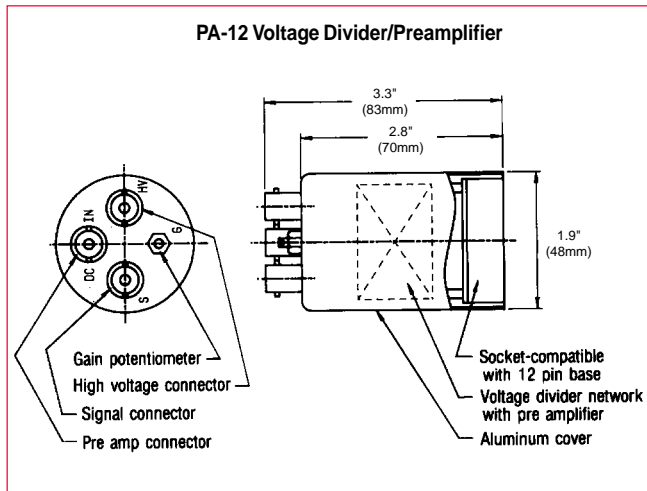 PA-12 Voltage Divider/Preamplifier
3.3"
(83mm)
2.8"
(70mm)
HV
IN
G
DC
S
1.9"
(48mm)
Gain potentiometer
High voltage connector
Signal connector
Pre amp connector
Socket-compatible
with 12 pin base
Voltage divider network
with pre amplifier
Aluminum cover